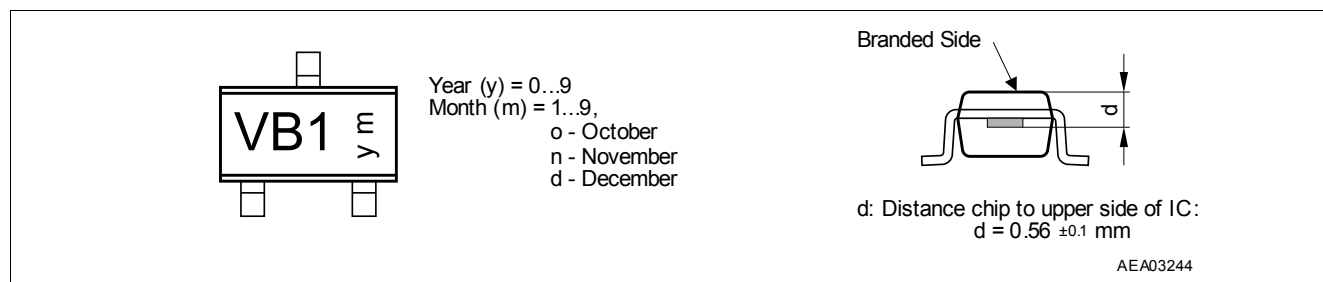 VB1
y m
Year (y) = 0...9
Month (m) = 1...9,
o - October
n - November
d - December
Branded Side
d
d: Distance chip to upper side of IC:
d = 0.56 ±0.1 mm
AEA03244